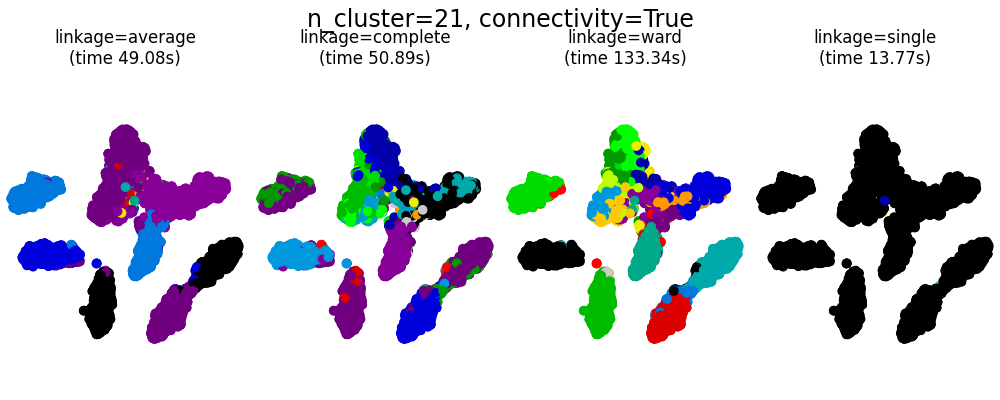 n_cluster=21, connectivity=True
linkage=average
(time 49.08s)
linkage=complete
(time 50.89s)
linkage=ward
(time 133.34s)
linkage=single
(time 13.77s)